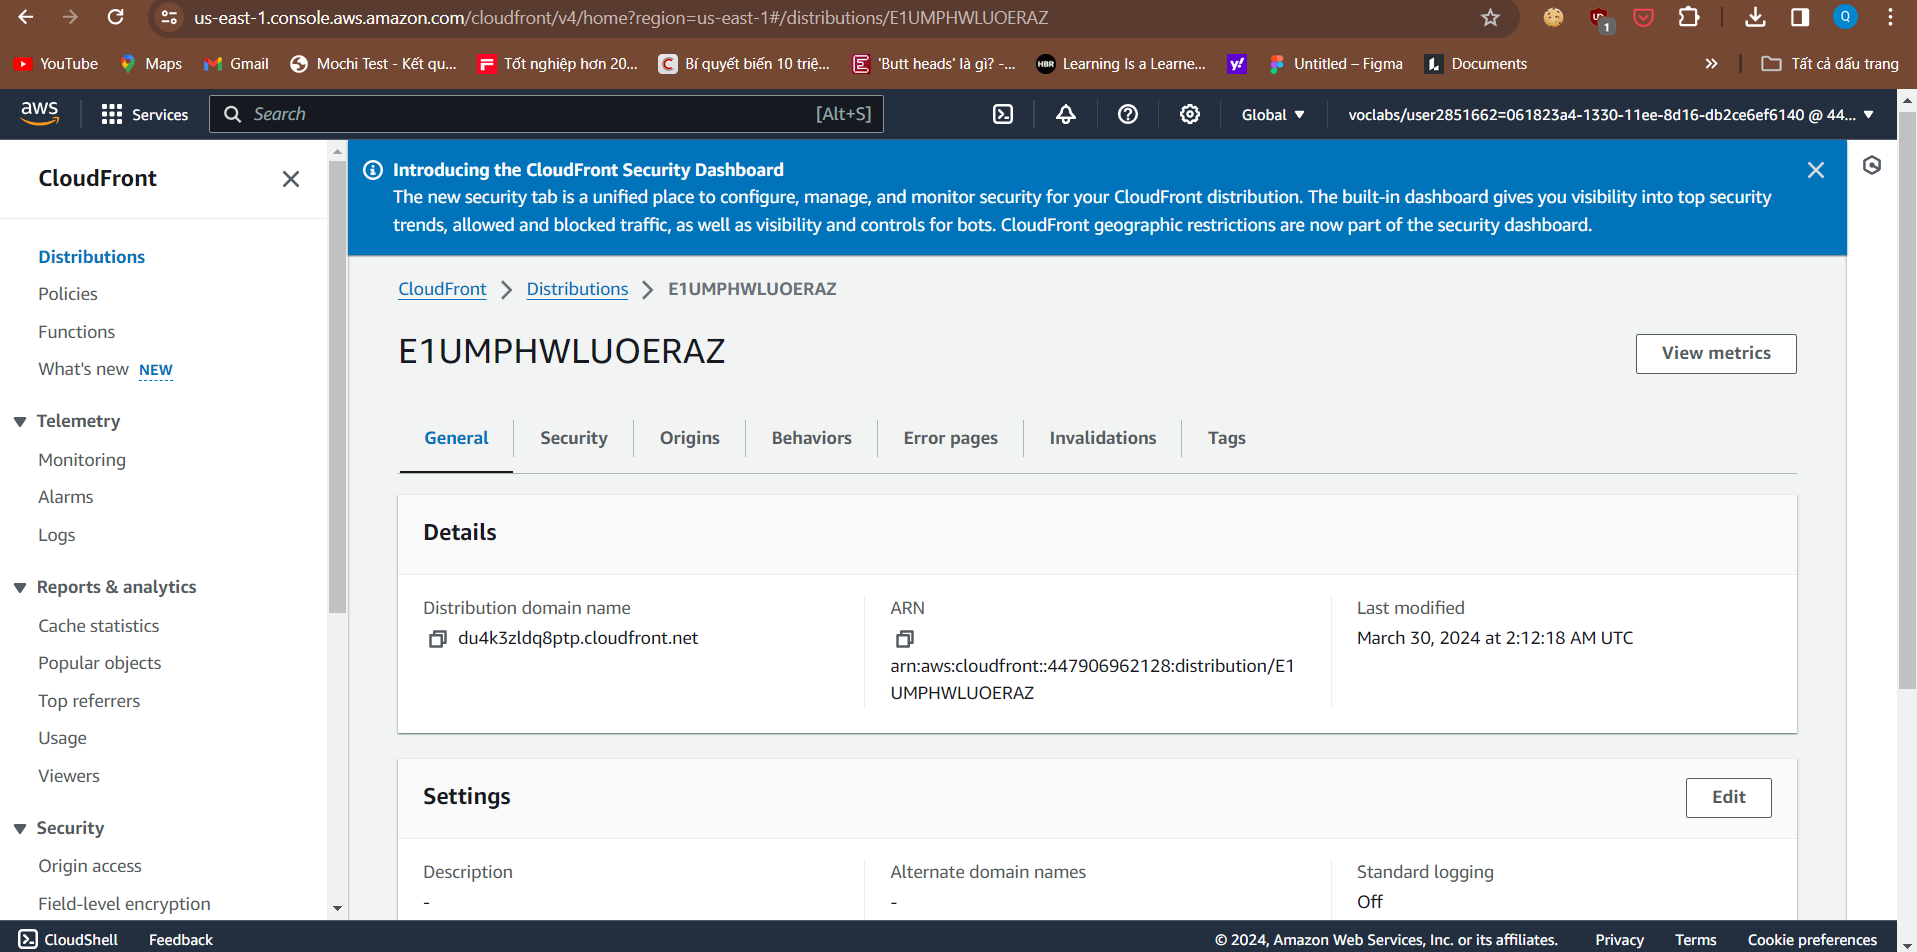 us-east-1.console.aws.amazon.com/cloudfront/v4/home?region=us-east-1#/distributions/E1UMPHWLUOERAZ
1
Q
YouTube
Maps
Gmail
Mochi Test - Kết qu...
Tốt nghiệp hơn 20...
Bí quyết biến 10 triệ...
'Butt heads' là gì? -...
HBR
Learning Is a Learne...
y!
Untitled – Figma
Documents
Tất cả dấu trang
aws
Services
Search
[Alt+S]
Global
voclabs/user2851662=061823a4-1330-11ee-8d16-db2ce6ef6140 @ 44...
CloudFront
Distributions
Policies
Functions
What's new NEW
Telemetry
Monitoring
Alarms
Logs
Reports & analytics
Cache statistics
Popular objects
Top referrers
Usage
Viewers
Security
Origin access
Field-level encryption
Introducing the CloudFront Security Dashboard
The new security tab is a unified place to configure, manage, and monitor security for your CloudFront distribution. The built-in dashboard gives you visibility into top security
trends, allowed and blocked traffic, as well as visibility and controls for bots. CloudFront geographic restrictions are now part of the security dashboard.
CloudFront
Distributions
E1UMPHWLUOERAZ
E1UMPHWLUOERAZ
View metrics
General
Security
Origins
Behaviors
Error pages
Invalidations
Tags
Details
Distribution domain name
du4k3zldq8ptp.cloudfront.net
ARN
arn:aws:cloudfront::447906962128:distribution/E1
UMPHWLUOERAZ
Last modified
March 30, 2024 at 2:12:18 AM UTC
Settings
Edit
Description
-
Alternate domain names
-
Standard logging
Off
CloudShell
Feedback
© 2024, Amazon Web Services, Inc. or its affiliates.
Privacy
Terms
Cookie preferences